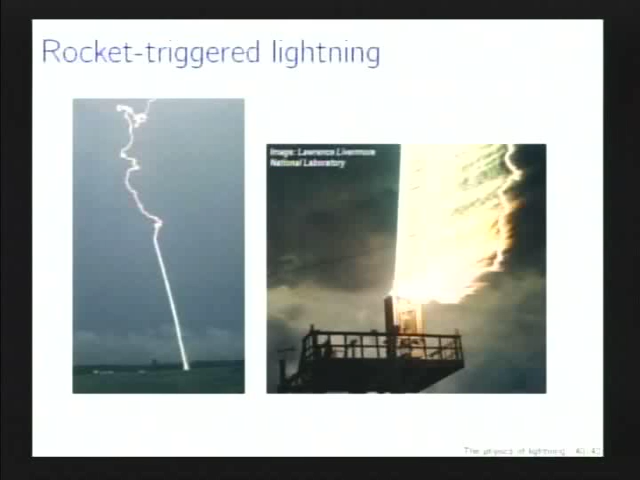 Rocket-triggered lightning
Image: Lawrence Livermore
National Laboratory
The physics of lightning